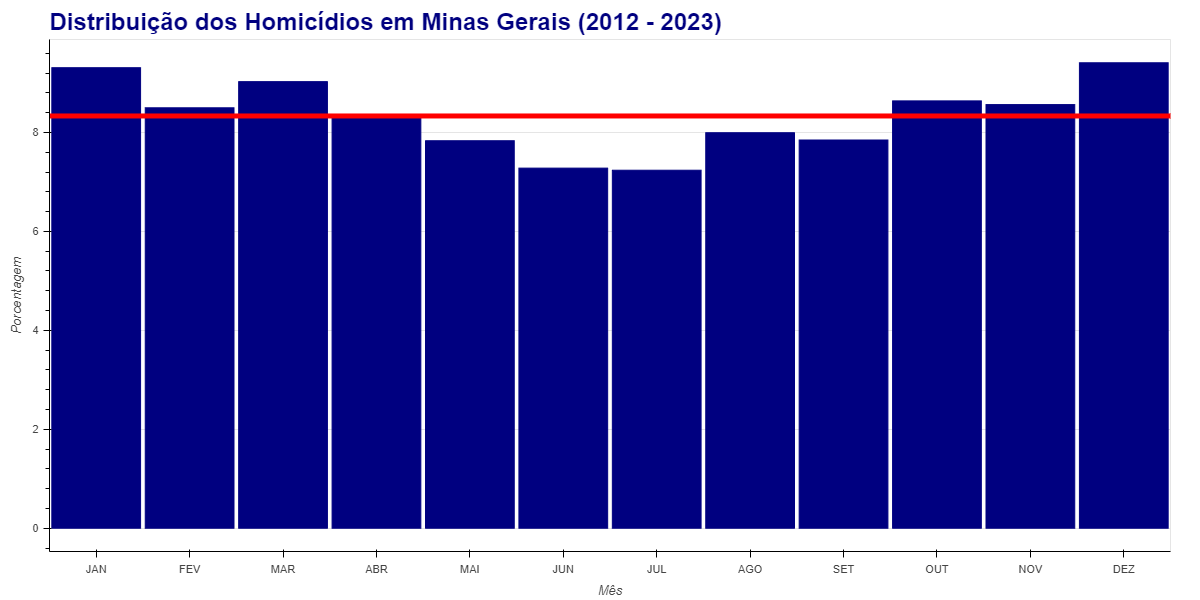 Distribuição dos Homicídios em Minas Gerais (2012 - 2023)
8
6
4
2
0
Porcentagem
JAN FEV MAR ABR MAI JUN JUL AGO SET OUT NOV DEZ
Mês